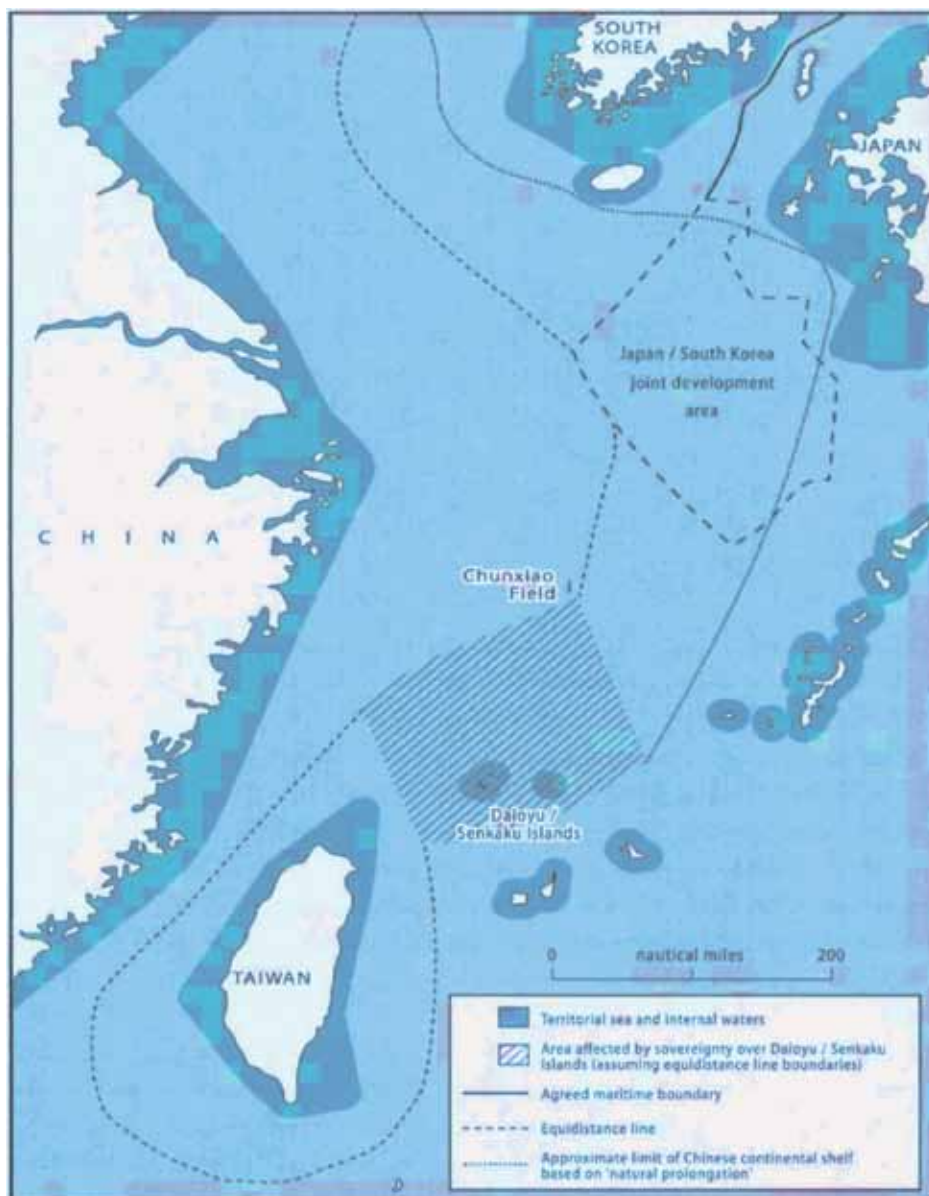 SOUTH
KOREA
JAPAN
Japan / South Korea
joint development
area
C H I N A
Chunxiao
Field
Daloyu /
Senkaku Islands
0 nautical miles 200
TAIWAN
Territorial sea and internal waters
Area affected by sovereignty over Daloyu / Senkaku
Islands (assuming equidistance line boundaries)
Agreed maritime boundary
Equidistance line
Approximate limit of Chinese continental shelf
based on 'natural prolongation'